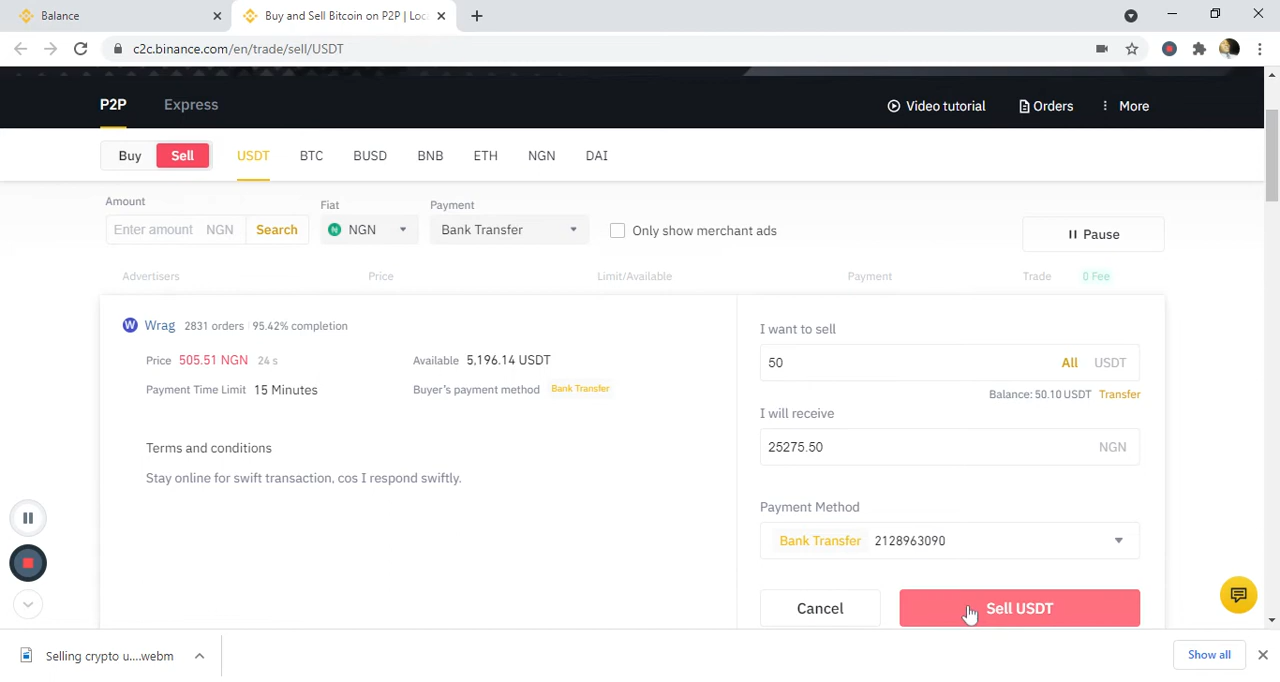 Balance
Buy and Sell Bitcoin on P2P | Loc
c2c.binance.com/en/trade/sell/USDT
P2P Express Video tutorial Orders More
Buy Sell USDT BTC BUSD BNB ETH NGN DAI
Amount Fiat Payment
Enter amount NGN Search NGN Bank Transfer Only show merchant ads Pause
Advertisers Price Limit/Available Payment Trade 0 Fee
W Wrag 2831 orders 95.42% completion
Price 505.51 NGN 24 s Available 5,196.14 USDT
Payment Time Limit 15 Minutes Buyer's payment method Bank Transfer
Terms and conditions
Stay online for swift transaction, cos I respond swiftly.
I want to sell
50 All USDT
Balance: 50.10 USDT Transfer
I will receive
25275.50 NGN
Payment Method
Bank Transfer 2128963090
Cancel Sell USDT
Selling crypto u....webm Show all